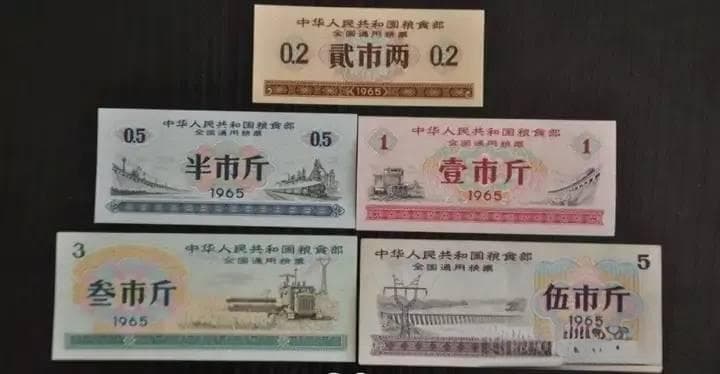 中华人民共和国粮食部
全国通用粮票
0.2 貳市两 0.2
1965
中华人民共和国粮食部
0.5 全国通用粮票 0.5
半市斤
1965
中华人民共和国粮食部
1 全国通用粮票 1
壹市斤
1965
3
中华人民共和国粮食部
全国通用粮票
叁市斤
1965
中华人民共和国粮食部
全国通用粮票 5
伍市斤
1965